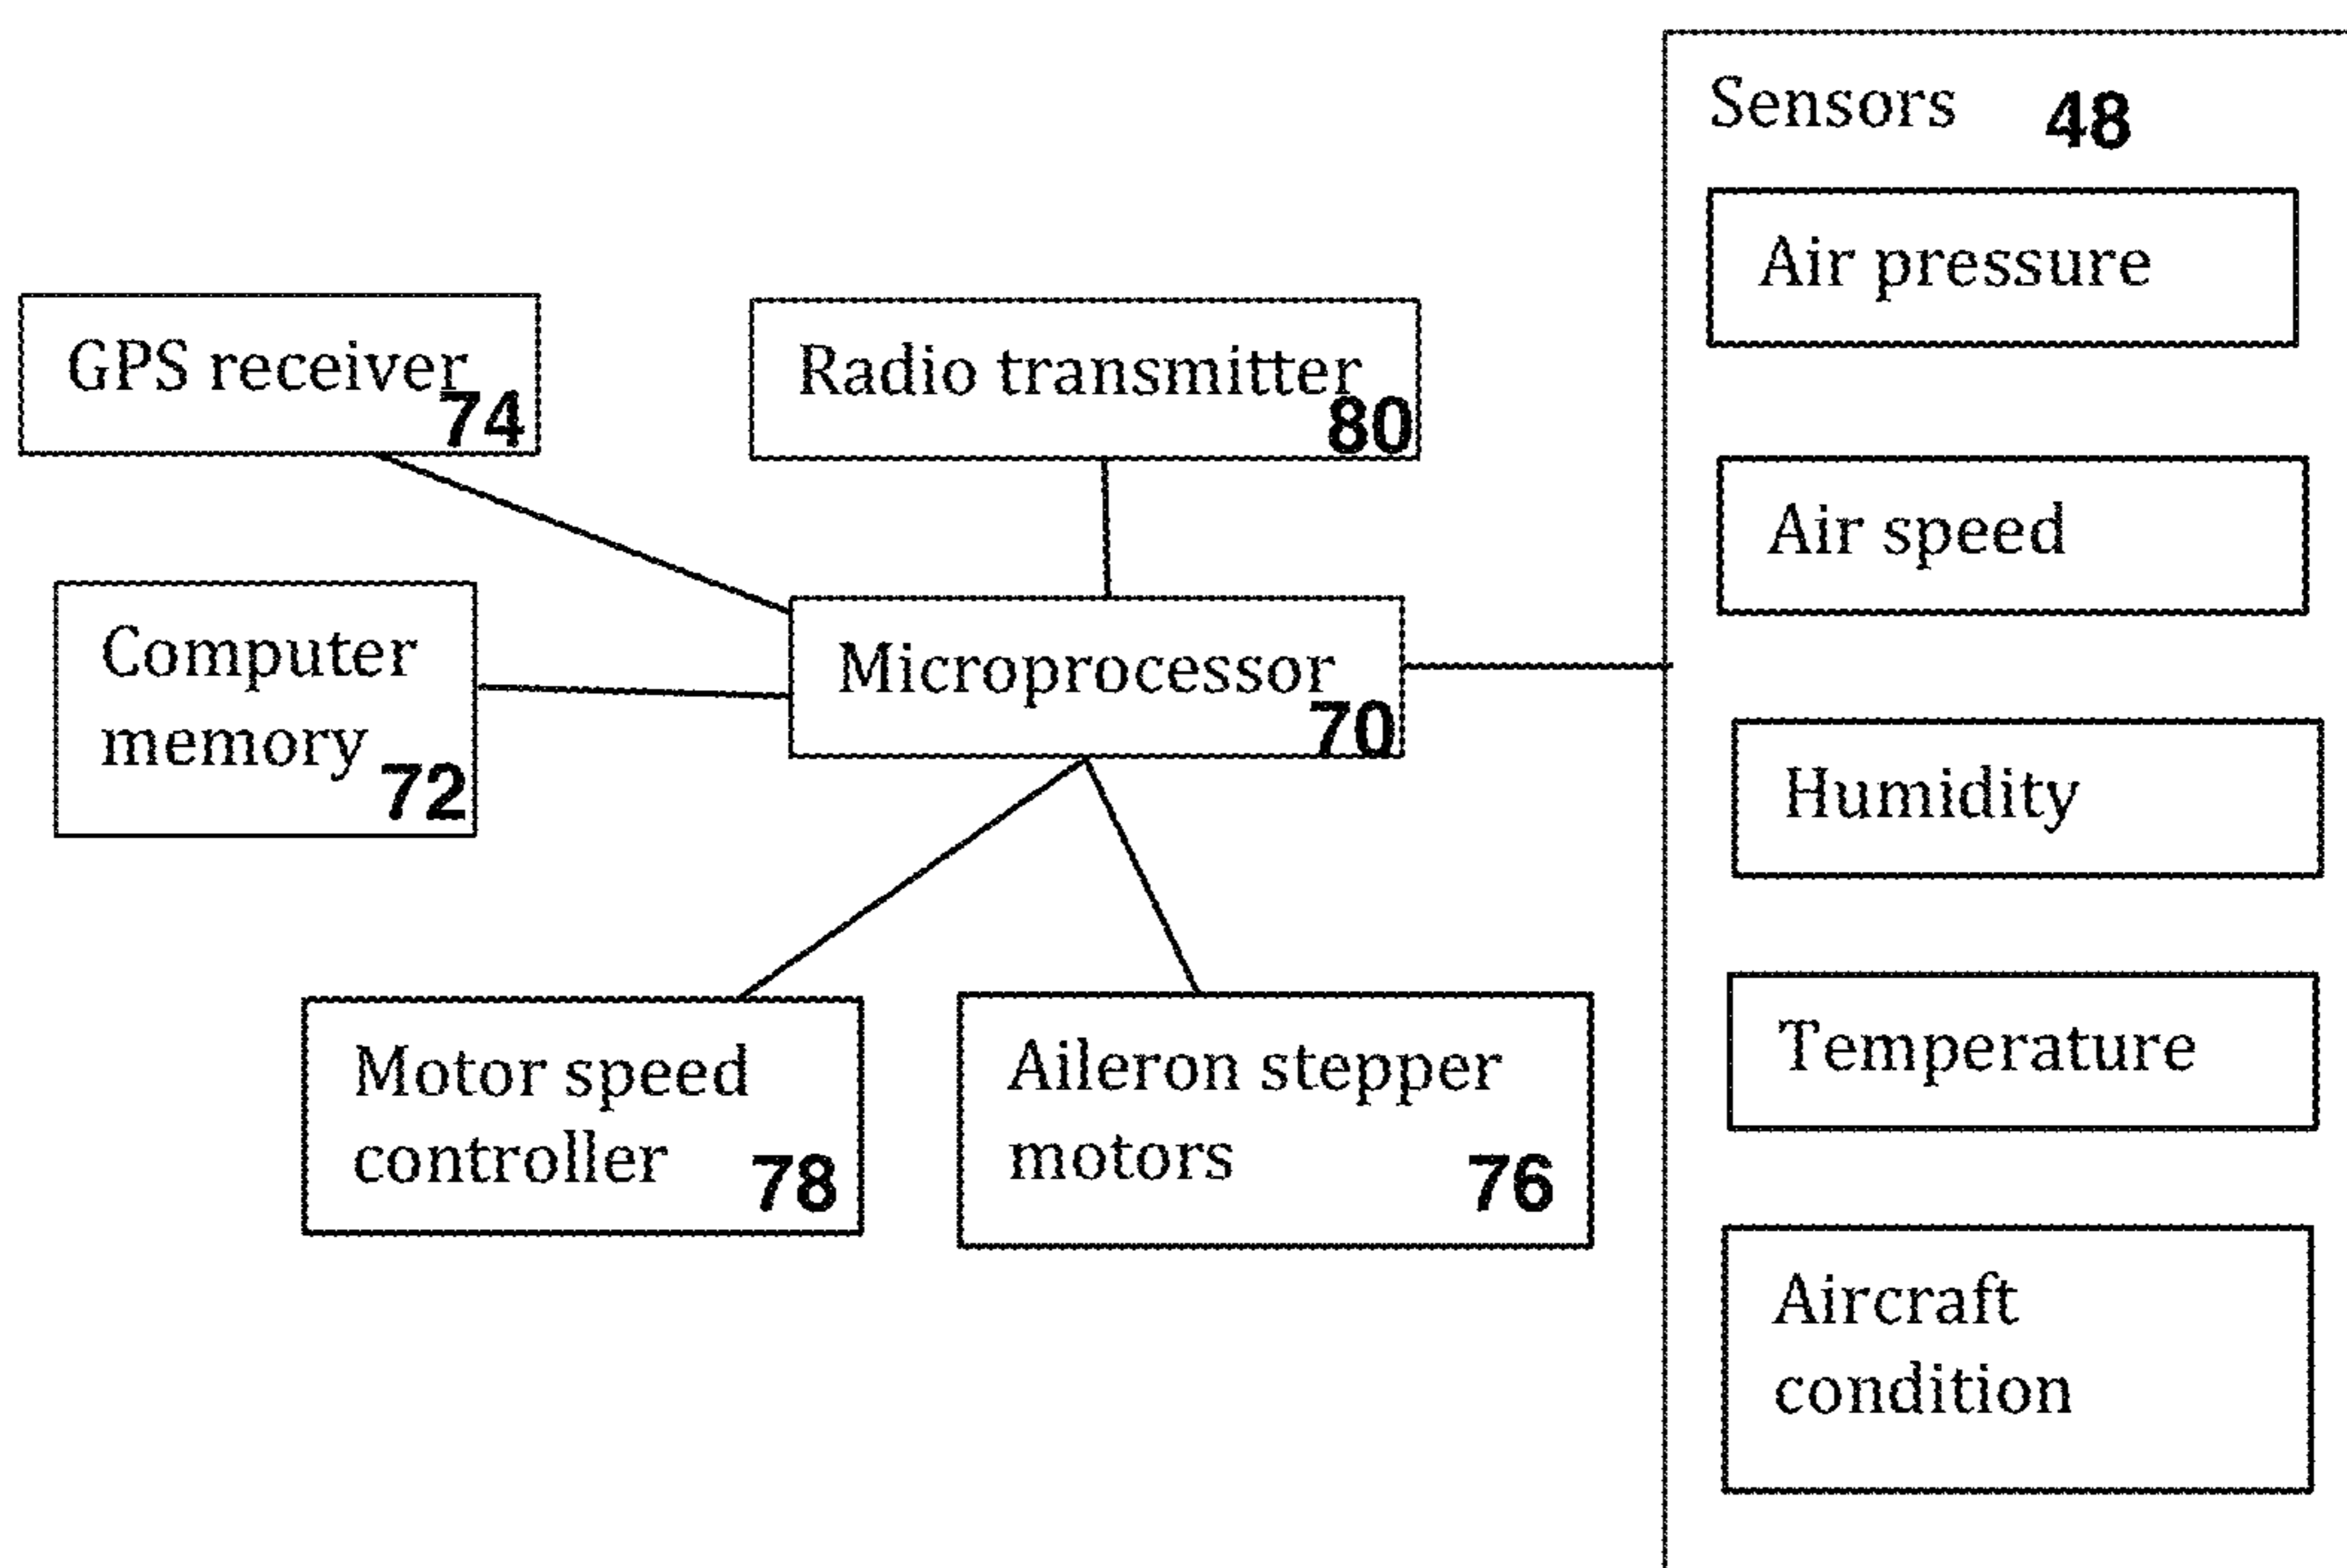 Sensors 48
Air pressure
GPS receiver 74
Radio transmitter 80
Air speed
Computer
memory 72
Microprocessor 70
Humidity
Motor speed
controller 78
Aileron stepper
motors 76
Temperature
Aircraft
condition